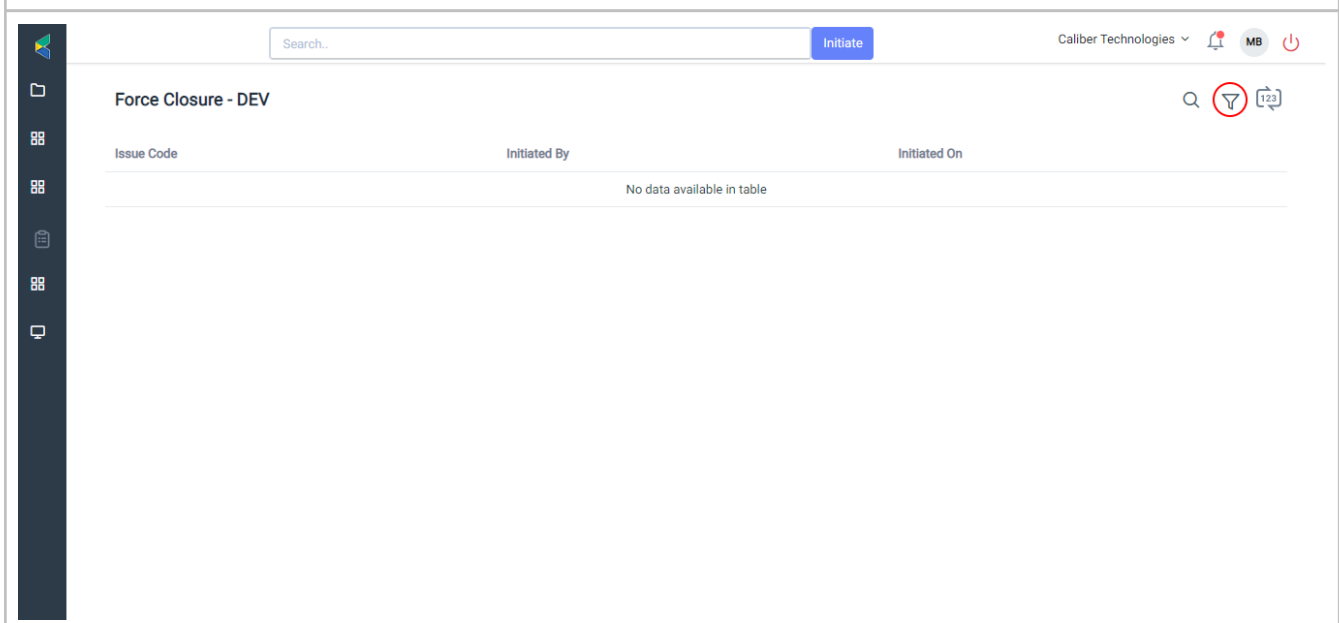 Search..
Initiate
Caliber Technologies
MB
Force Closure - DEV
123
Issue Code
Initiated By
Initiated On
No data available in table